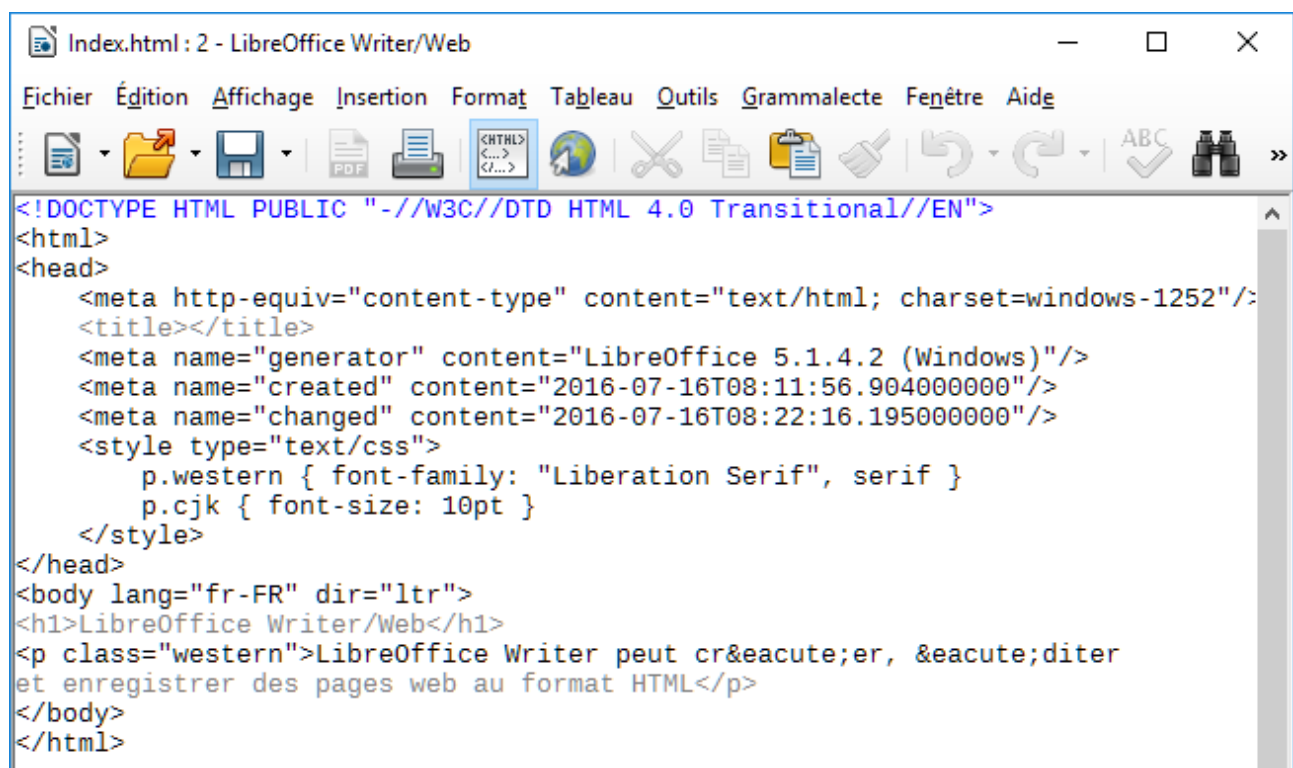 Index.html : 2 - LibreOffice Writer/Web
Fichier Édition Affichage Insertion Format Tableau Outils Grammalecte Fenêtre Aide
PDF
<HTML>
<...>
</...>
ABC
»
<!DOCTYPE HTML PUBLIC "-//W3C//DTD HTML 4.0 Transitional//EN">
<html>
<head>
    <meta http-equiv="content-type" content="text/html; charset=windows-1252"/>
    <title></title>
    <meta name="generator" content="LibreOffice 5.1.4.2 (Windows)"/>
    <meta name="created" content="2016-07-16T08:11:56.904000000"/>
    <meta name="changed" content="2016-07-16T08:22:16.195000000"/>
    <style type="text/css">
        p.western { font-family: "Liberation Serif", serif }
        p.cjk { font-size: 10pt }
    </style>
</head>
<body lang="fr-FR" dir="ltr">
<h1>LibreOffice Writer/Web</h1>
<p class="western">LibreOffice Writer peut cr&eacute;er, &eacute;diter
et enregistrer des pages web au format HTML</p>
</body>
</html>